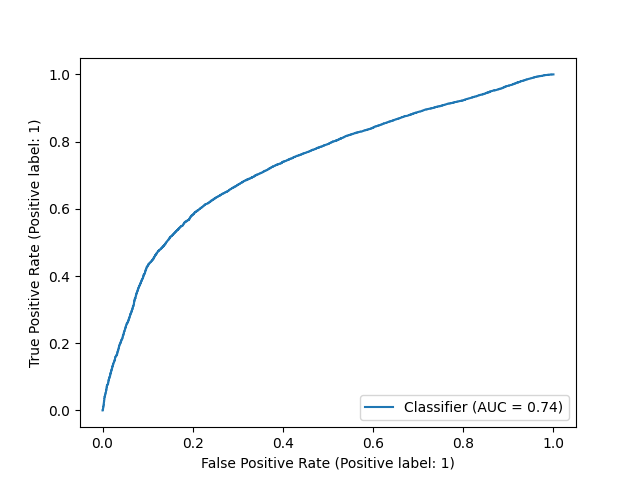 1.0
0.8
0.6
0.4
0.2
0.0
True Positive Rate (Positive label: 1)
Classifier (AUC = 0.74)
0.0 0.2 0.4 0.6 0.8 1.0
False Positive Rate (Positive label: 1)